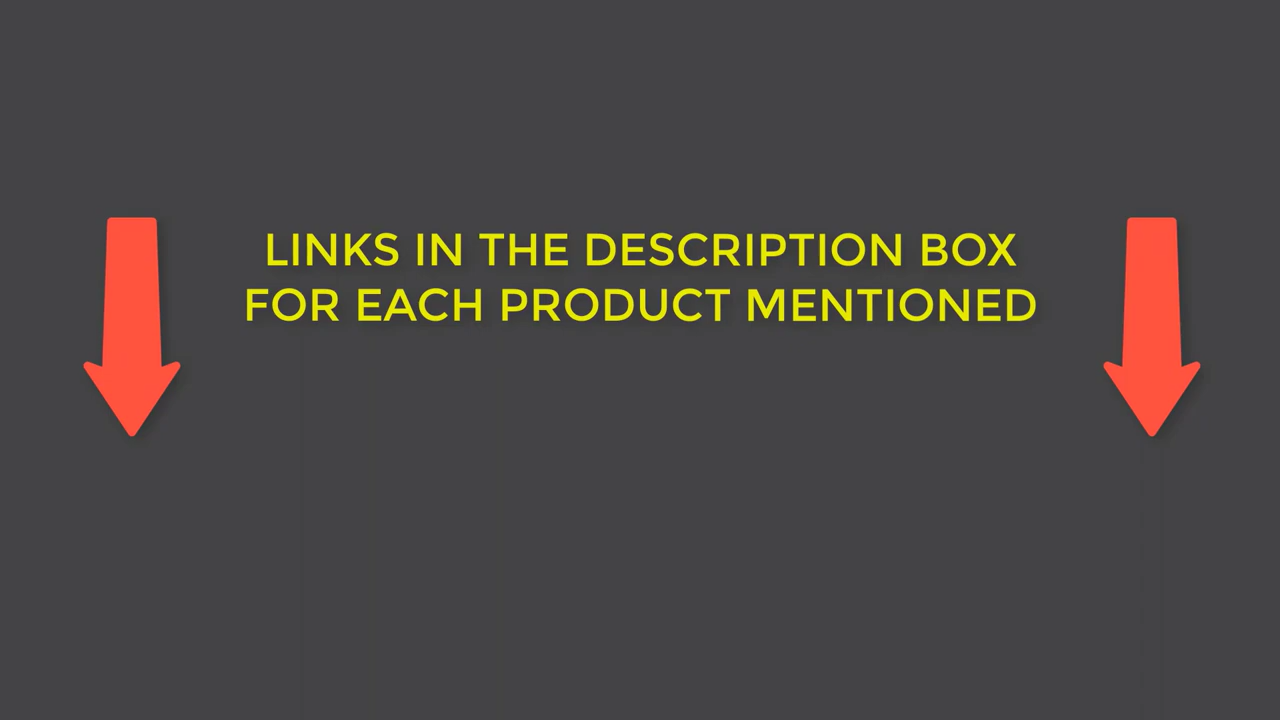 LINKS IN THE DESCRIPTION BOX
FOR EACH PRODUCT MENTIONED